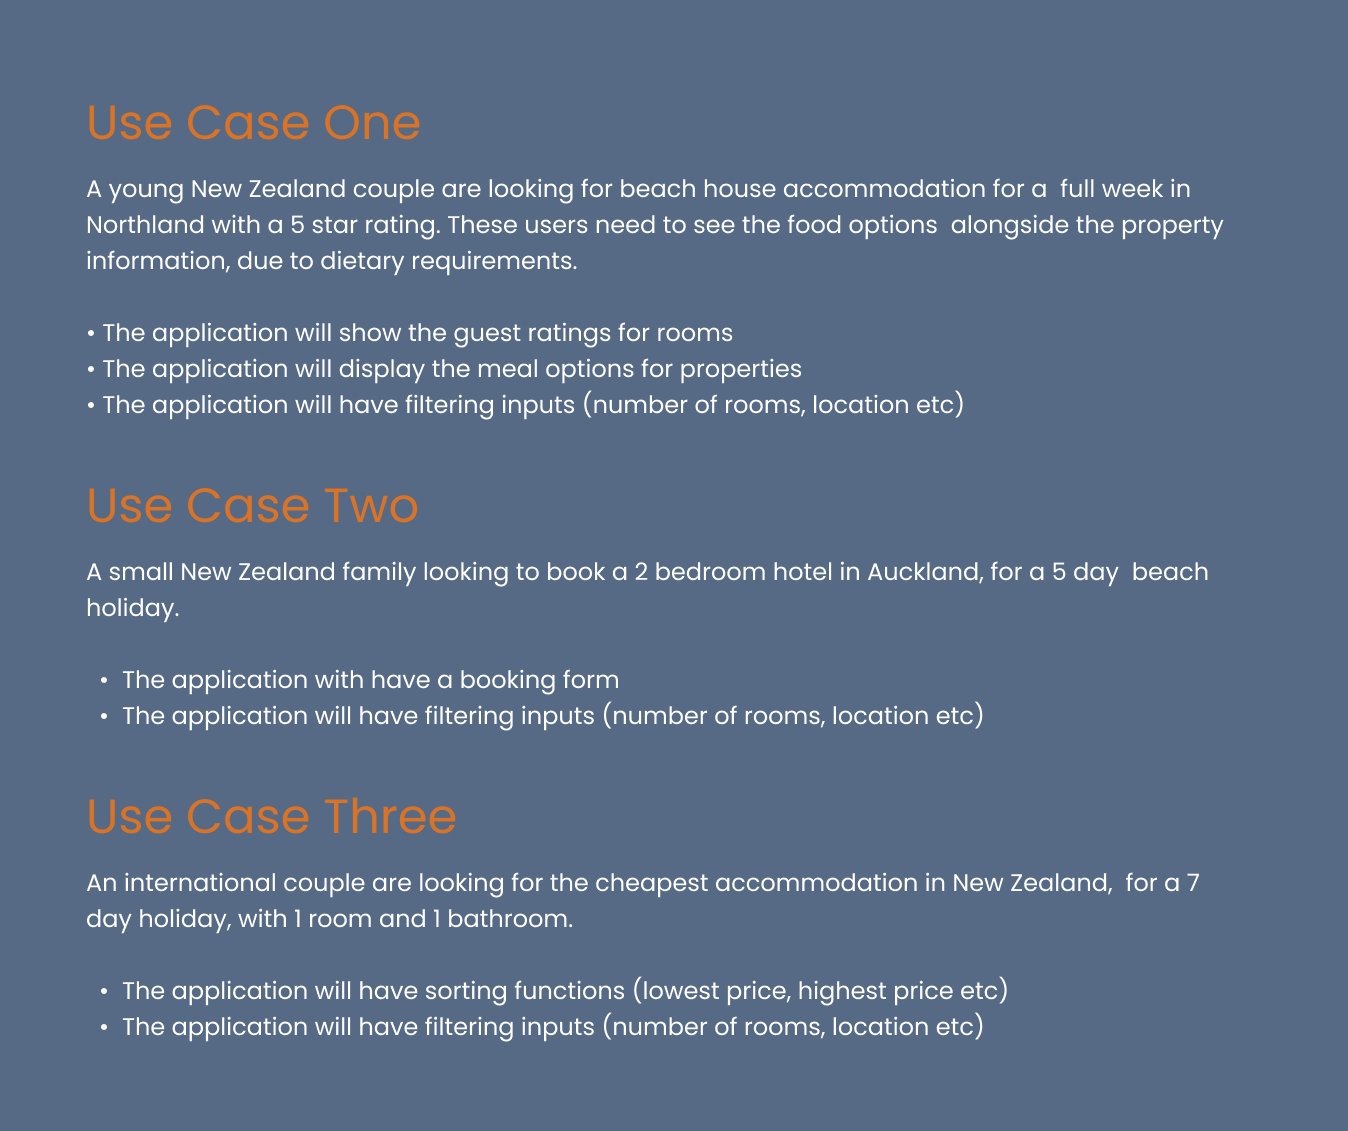 Use Case One
A young New Zealand couple are looking for beach house accommodation for a  full week in
Northland with a 5 star rating. These users need to see the food options  alongside the property
information, due to dietary requirements.
• The application will show the guest ratings for rooms
• The application will display the meal options for properties
• The application will have filtering inputs (number of rooms, location etc)
Use Case Two
A small New Zealand family looking to book a 2 bedroom hotel in Auckland, for a 5 day  beach
holiday.
• The application with have a booking form
• The application will have filtering inputs (number of rooms, location etc)
Use Case Three
An international couple are looking for the cheapest accommodation in New Zealand,  for a 7
day holiday, with 1 room and 1 bathroom.
• The application will have sorting functions (lowest price, highest price etc)
• The application will have filtering inputs (number of rooms, location etc)